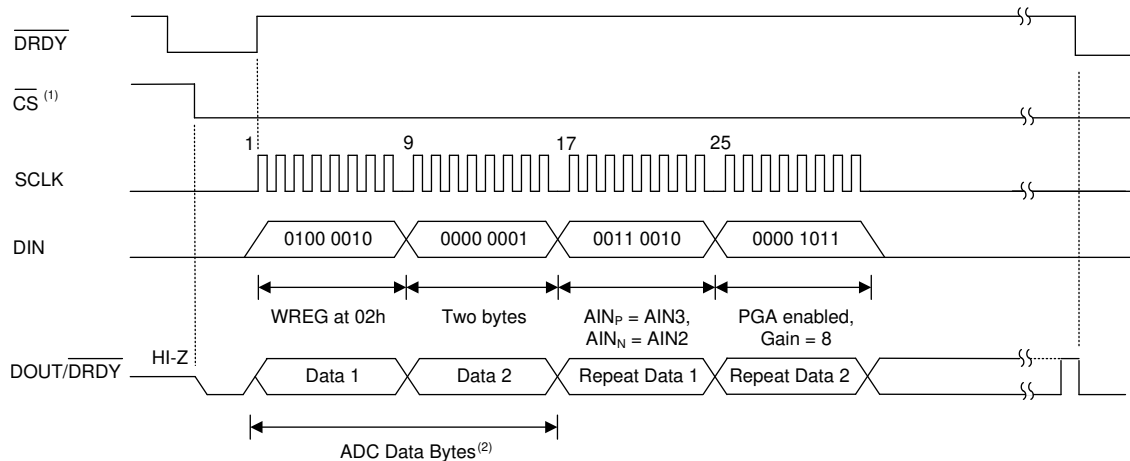 DRDY
CS (1)
1 9 17 25
SCLK
DIN
0100 0010 0000 0001 0011 0010 0000 1011
WREG at 02h Two bytes AINP = AIN3, PGA enabled,
AINN = AIN2 Gain = 8
HI-Z
DOUT/DRDY
Data 1 Data 2 Repeat Data 1 Repeat Data 2
ADC Data Bytes(2)